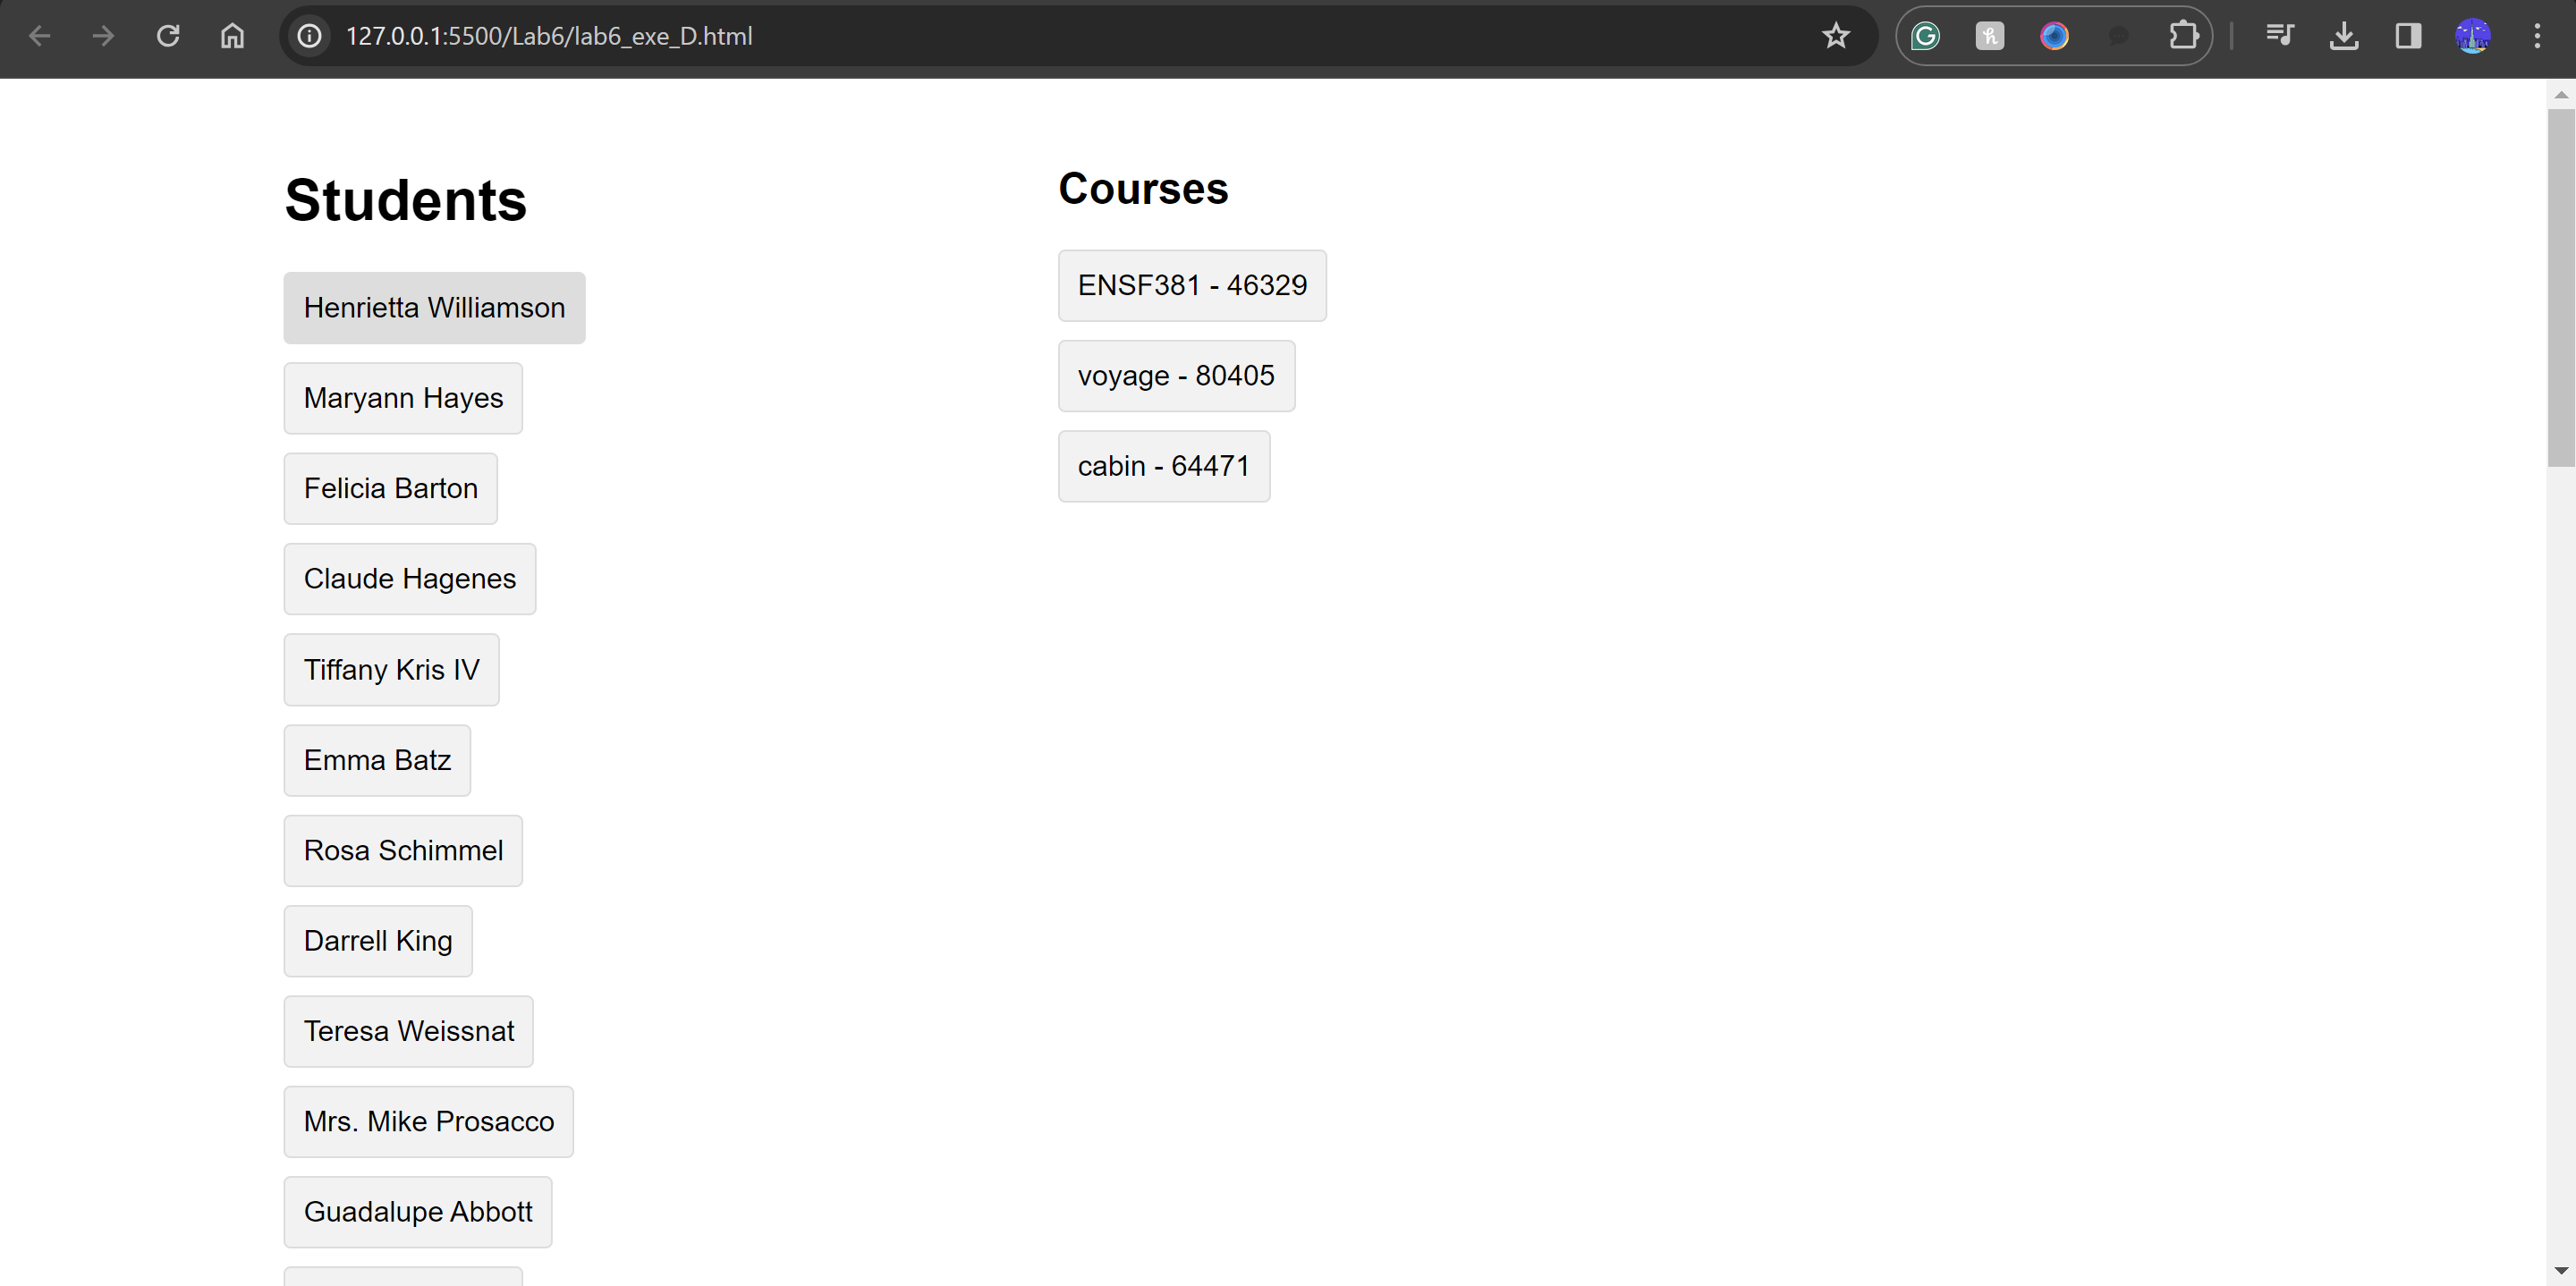 127.0.0.1:5500/Lab6/lab6_exe_D.html
Students
Henrietta Williamson
Maryann Hayes
Felicia Barton
Claude Hagenes
Tiffany Kris IV
Emma Batz
Rosa Schimmel
Darrell King
Teresa Weissnat
Mrs. Mike Prosacco
Guadalupe Abbott
Courses
ENSF381 - 46329
voyage - 80405
cabin - 64471